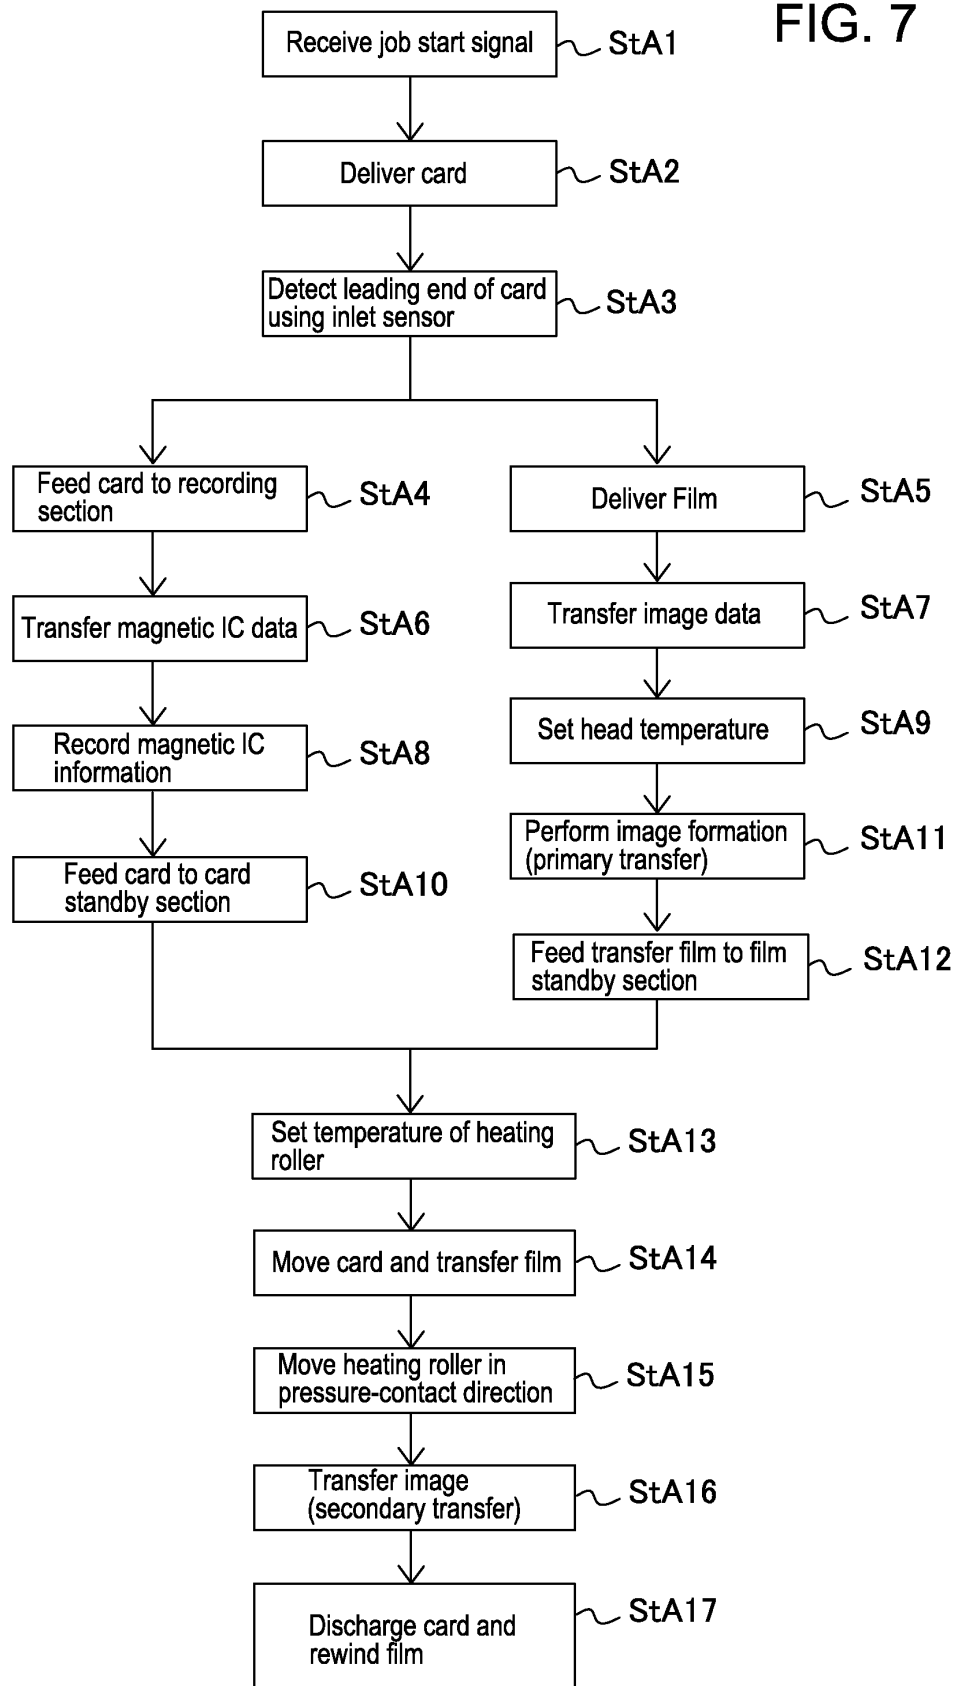 FIG. 7
Receive job start signal
StA1
Deliver card
StA2
Detect leading end of card
using inlet sensor
StA3
Feed card to recording
section
StA4
Deliver Film
StA5
Transfer magnetic IC data
StA6
Transfer image data
StA7
Record magnetic IC
information
StA8
Set head temperature
StA9
Feed card to card
standby section
StA10
Perform image formation
(primary transfer)
StA11
Feed transfer film to film
standby section
StA12
Set temperature of heating
roller
StA13
Move card and transfer film
StA14
Move heating roller in
pressure-contact direction
StA15
Transfer image
(secondary transfer)
StA16
Discharge card and
rewind film
StA17